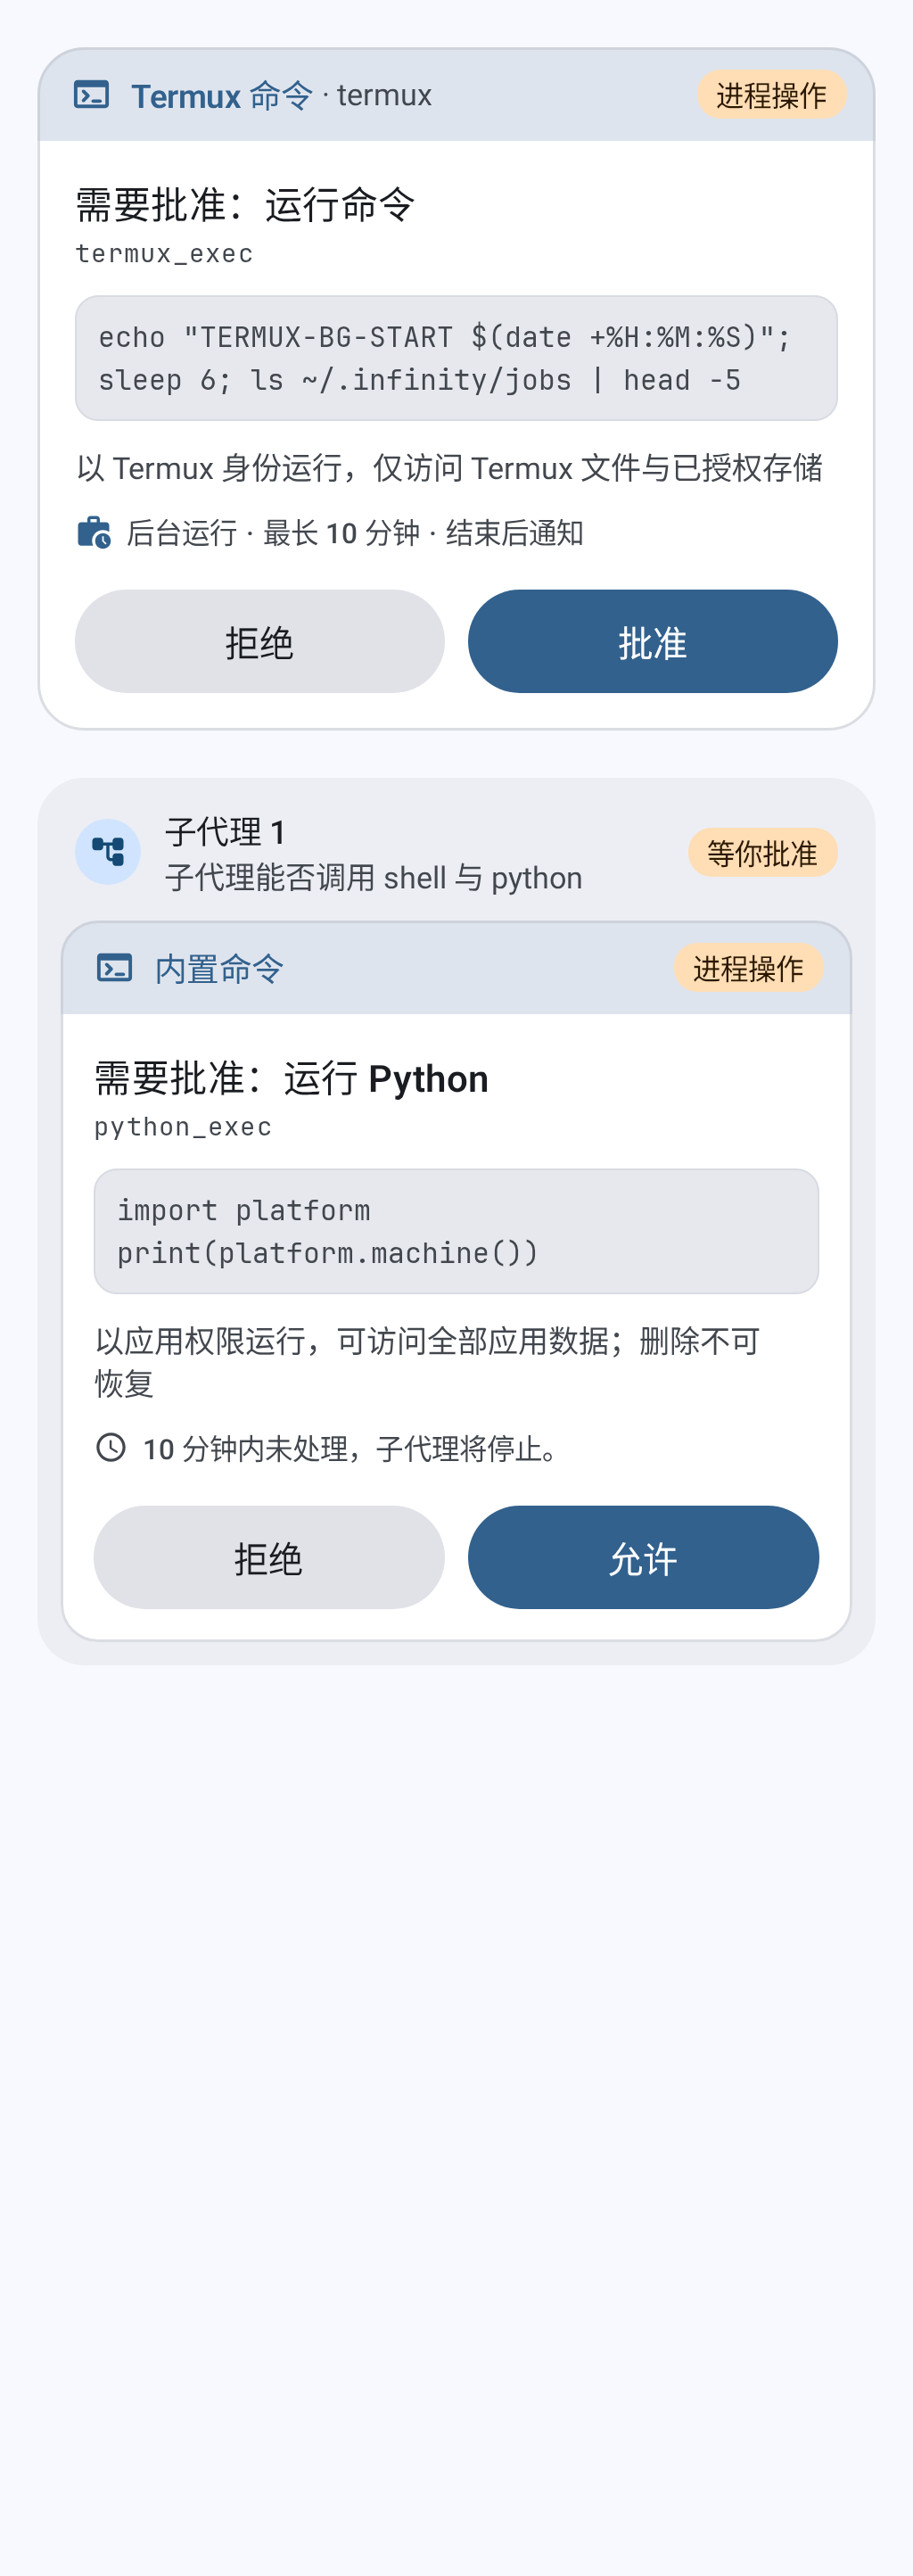 Termux 命令 · termux
进程操作
需要批准：运行命令
termux_exec
echo "TERMUX-BG-START $(date +%H:%M:%S)";
sleep 6; ls ~/.infinity/jobs | head -5
以 Termux 身份运行，仅访问 Termux 文件与已授权存储
后台运行 · 最长 10 分钟 · 结束后通知
拒绝
批准
子代理 1
子代理能否调用 shell 与 python
等你批准
内置命令
进程操作
需要批准：运行 Python
python_exec
import platform
print(platform.machine())
以应用权限运行，可访问全部应用数据；删除不可
恢复
10 分钟内未处理，子代理将停止。
拒绝
允许